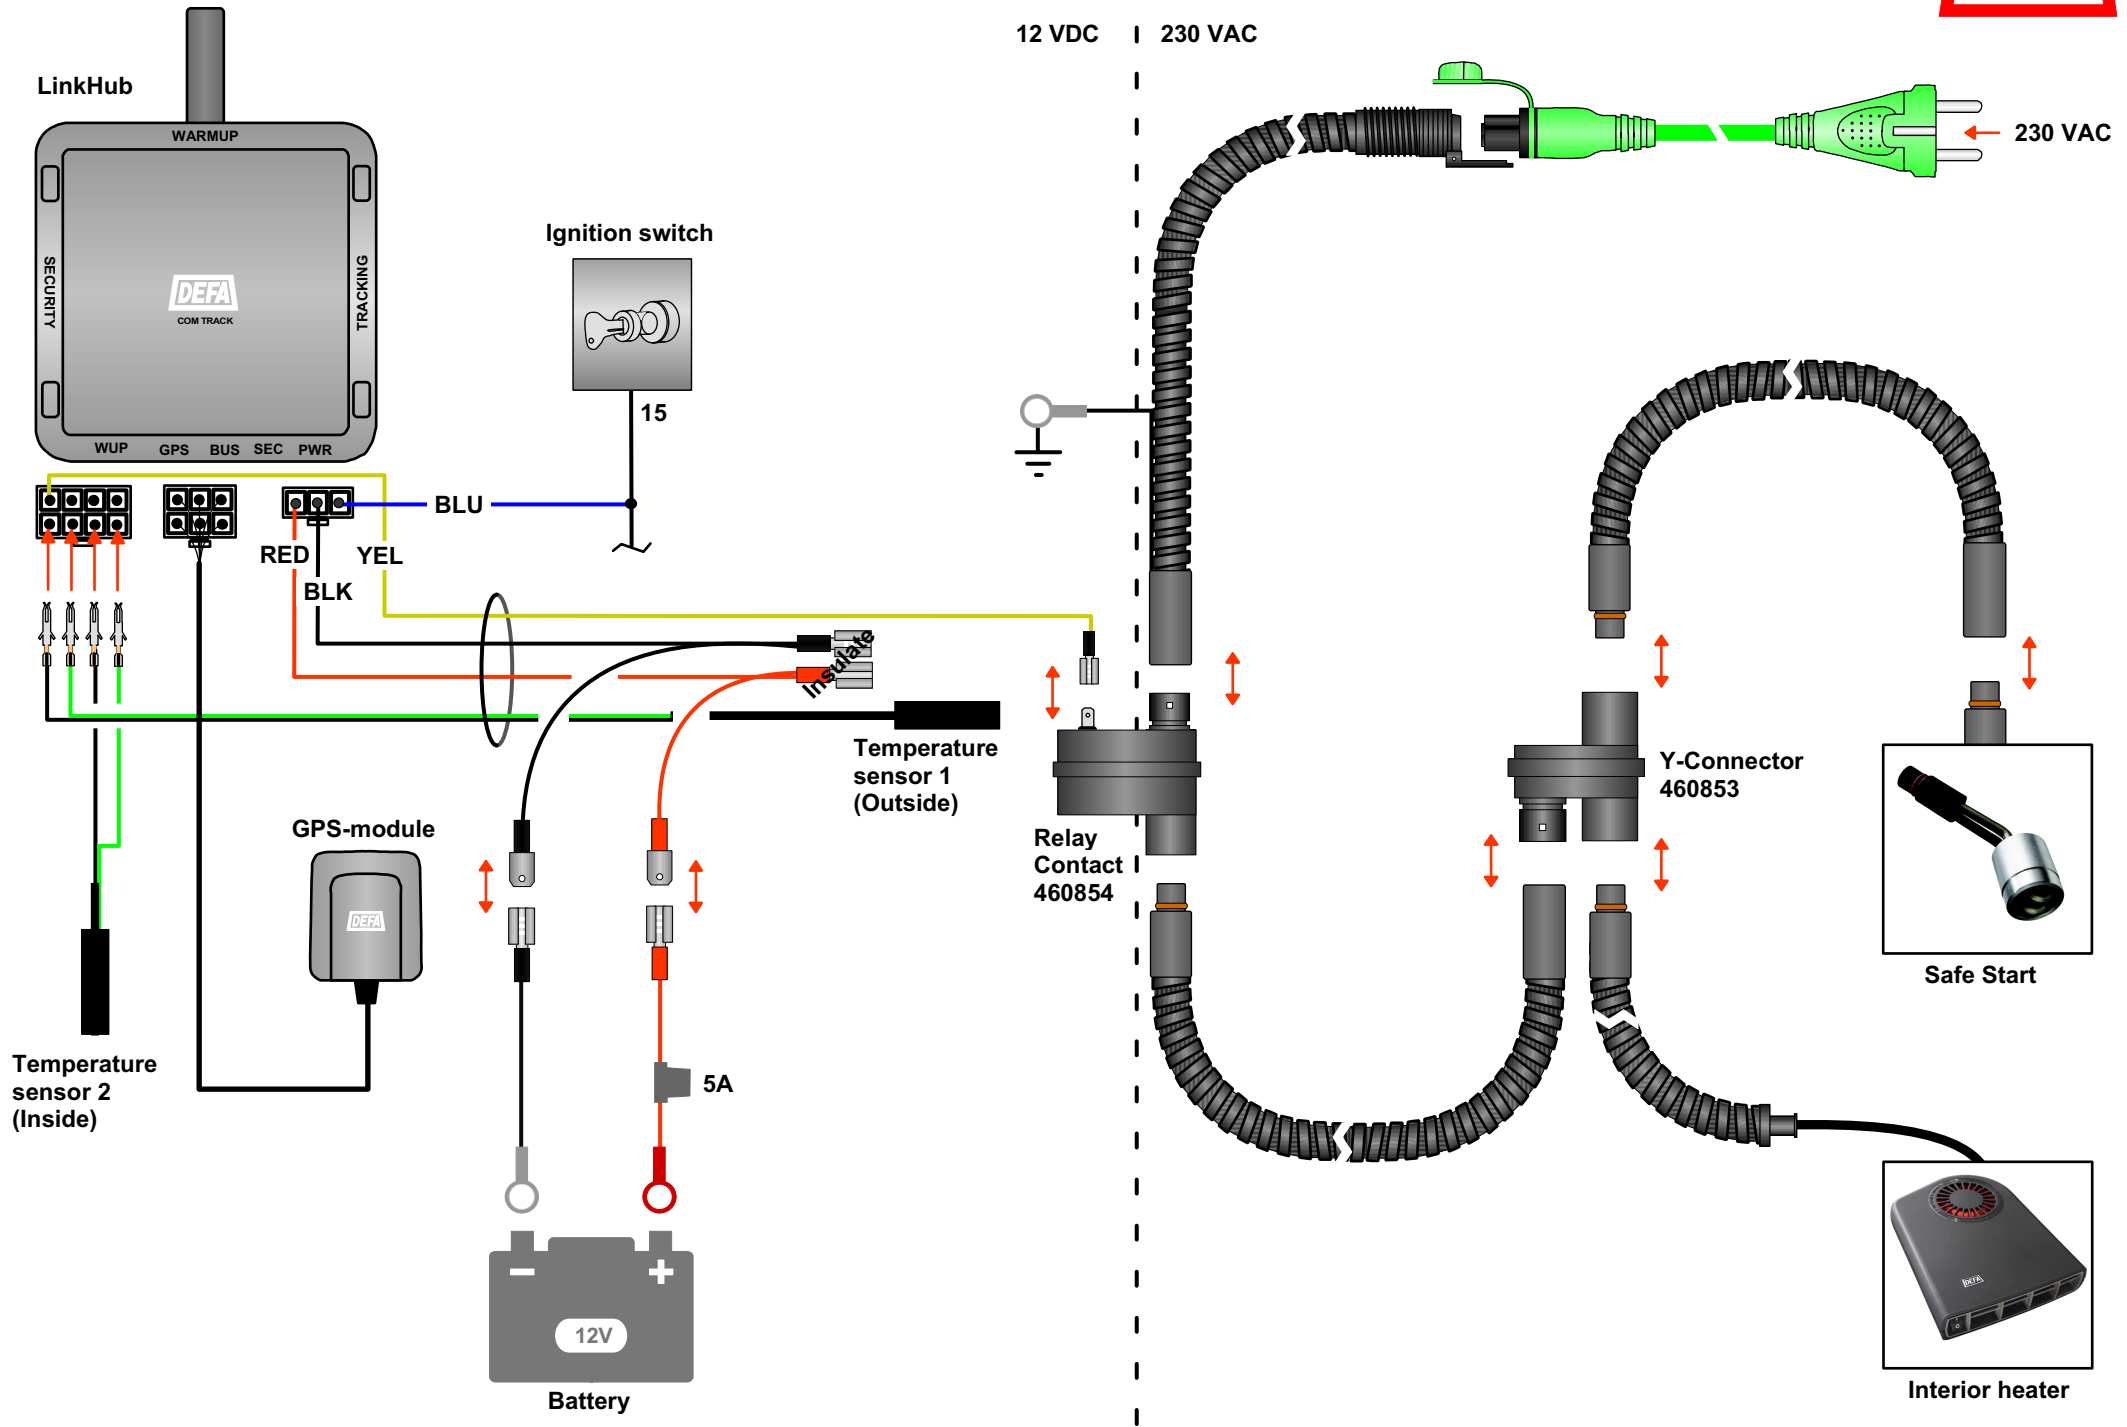 12 VDC
230 VAC
LinkHub
WARMUP
230 VAC
SECURITY
TRACKING
DEFA
COM TRACK
WUP
GPS
BUS
SEC
PWR
Ignition switch
15
BLU
RED
YEL
BLK
Insulate
Temperature
sensor 1
(Outside)
Y-Connector
460853
GPS-module
DEFA
Relay
Contact
460854
Safe Start
Temperature
sensor 2
(Inside)
5A
12V
Battery
DEFA
Interior heater